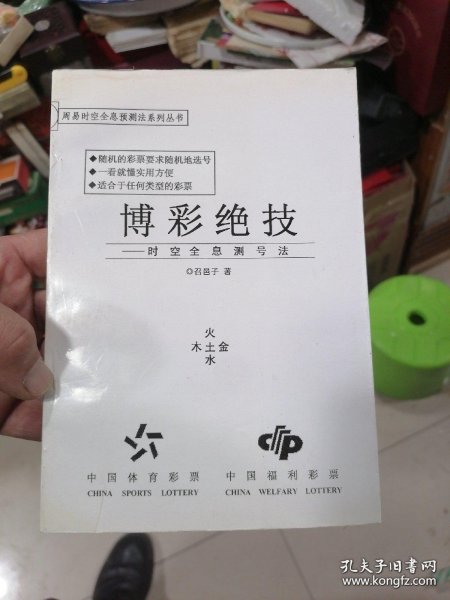 周易时空全息预测法系列丛书
◆随机的彩票要求随机地选号
◆一看就懂实用方便
◆适合于任何类型的彩票
博彩绝技
——时空全息测号法
◎召邑子 著
火
木土金
水
中国体育彩票
CHINA SPORTS LOTTERY
中国福利彩票
CHINA WELFARY LOTTERY
孔夫子旧书网
www.kongfz.com